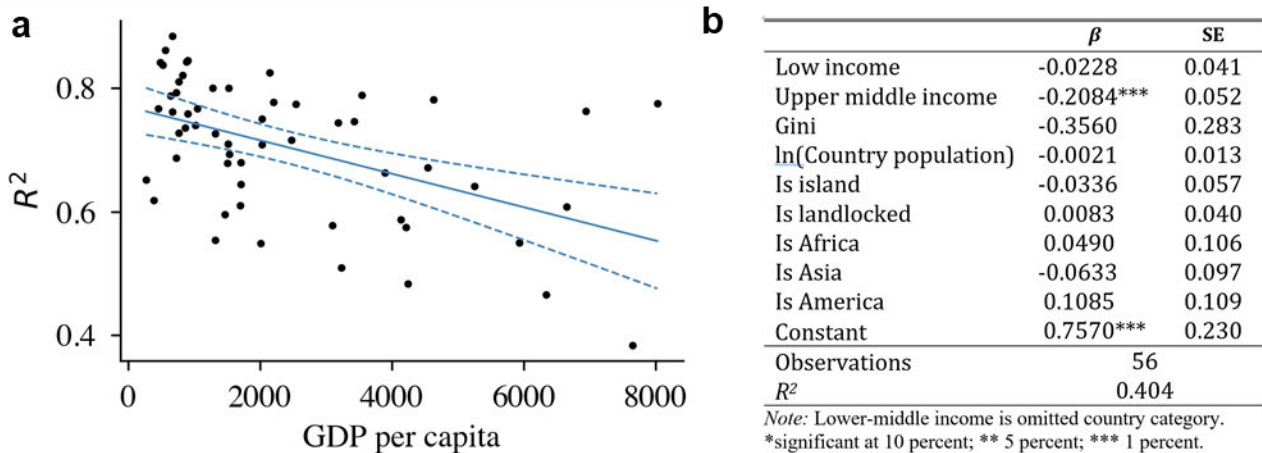 a
0.8
0.6
0.4
R²
0 2000 4000 6000 8000
GDP per capita
b
β SE
Low income -0.0228 0.041
Upper middle income -0.2084*** 0.052
Gini -0.3560 0.283
ln(Country population) -0.0021 0.013
Is island -0.0336 0.057
Is landlocked 0.0083 0.040
Is Africa 0.0490 0.106
Is Asia -0.0633 0.097
Is America 0.1085 0.109
Constant 0.7570*** 0.230
Observations 56
R² 0.404
Note: Lower-middle income is omitted country category.
*significant at 10 percent; ** 5 percent; *** 1 percent.